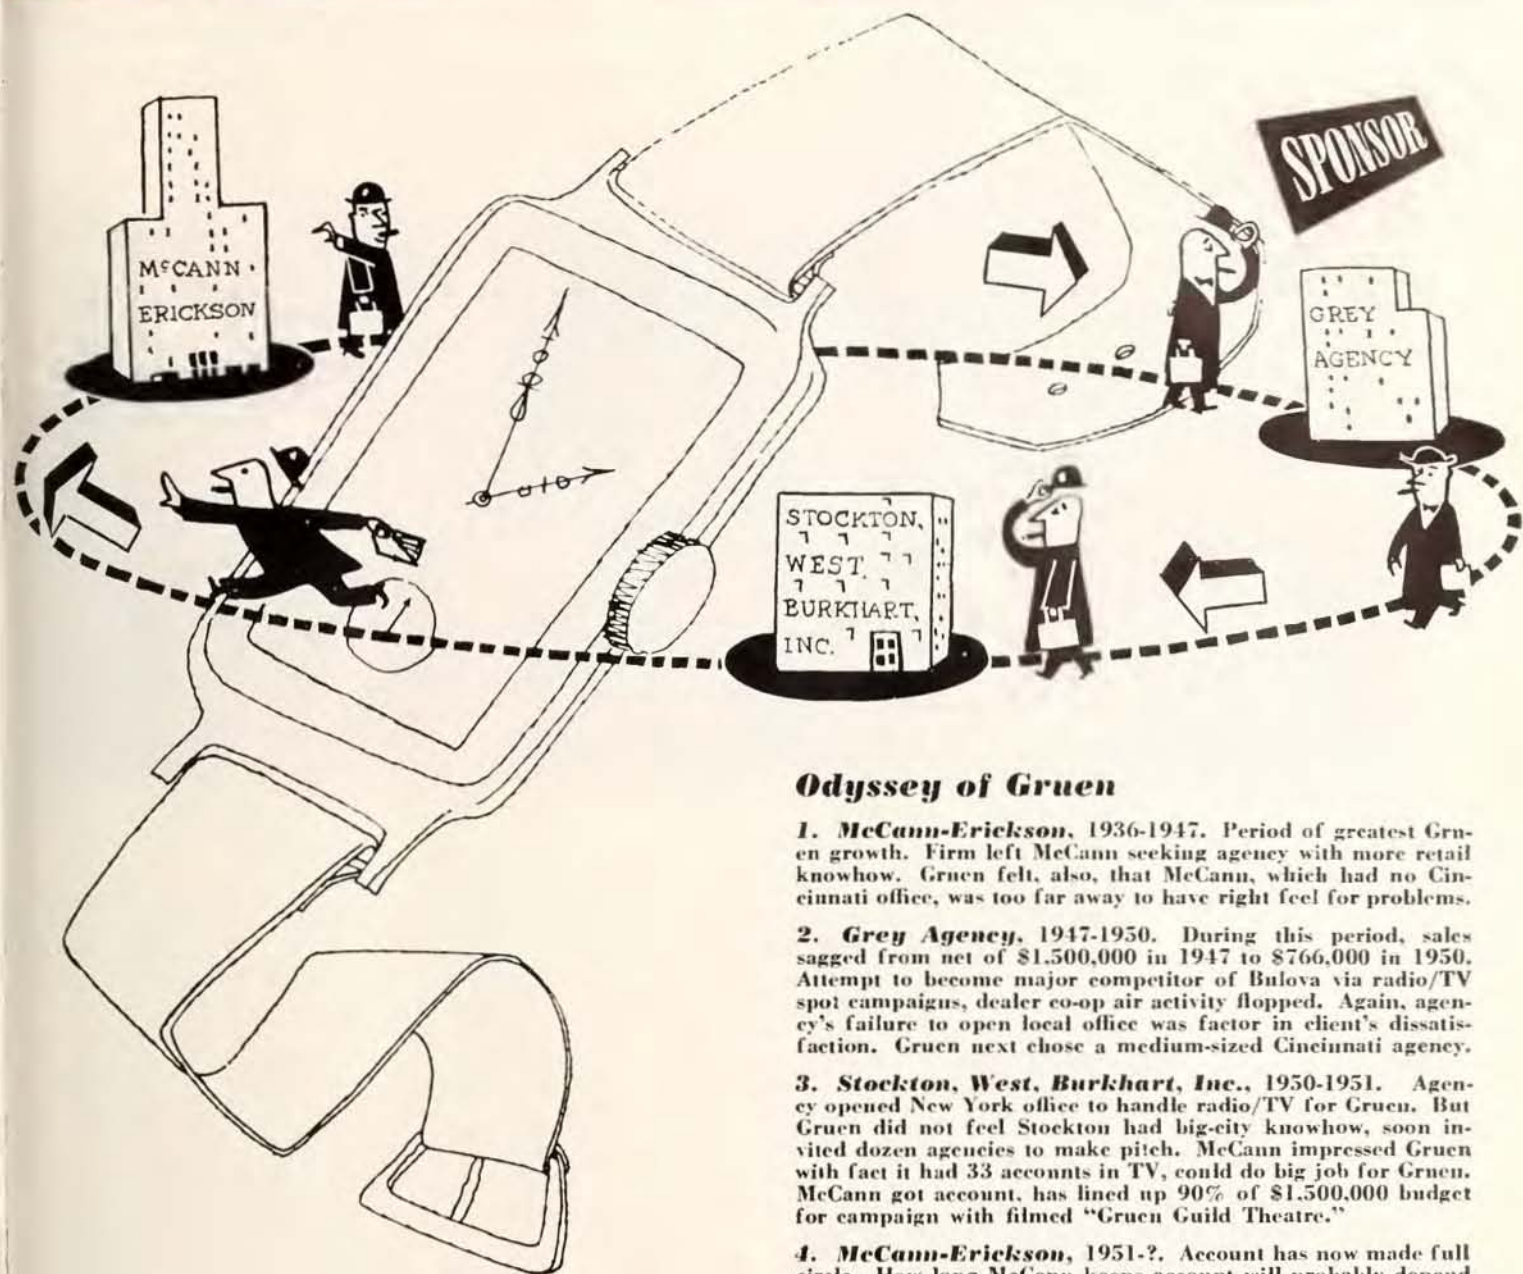 SPONSOR
McCANN
ERICKSON
GREY
AGENCY
STOCKTON,
WEST,
BURKHART,
INC.
Odyssey of Gruen
1. McCann-Erickson, 1936-1947. Period of greatest Gru-
en growth. Firm left McCann seeking agency with more retail
knowhow. Gruen felt, also, that McCann, which had no Cin-
cinnati office, was too far away to have right feel for problems.
2. Grey Agency, 1947-1950. During this period, sales
sagged from net of $1,500,000 in 1947 to $766,000 in 1950.
Attempt to become major competitor of Bulova via radio/TV
spot campaigns, dealer co-op air activity flopped. Again, agen-
cy's failure to open local office was factor in client's dissatis-
faction. Gruen next chose a medium-sized Cincinnati agency.
3. Stockton, West, Burkhart, Inc., 1950-1951. Agen-
cy opened New York office to handle radio/TV for Gruen. But
Gruen did not feel Stockton had big-city knowhow, soon in-
vited dozen agencies to make pitch. McCann impressed Gruen
with fact it had 33 accounts in TV, could do big job for Gruen.
McCann got account, has lined up 90% of $1,500,000 budget
for campaign with filmed "Gruen Guild Theatre."
4. McCann-Erickson, 1951-?. Account has now made full
circle. How long McCann keeps account will probably depend